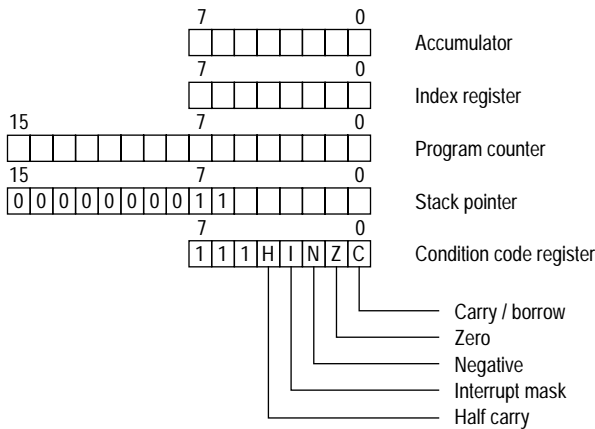 7 0
Accumulator
7 0
Index register
15 7 0
Program counter
15 7 0
0 0 0 0 0 0 0 0 1 1 Stack pointer
7 0
1 1 1 H I N Z C Condition code register
Carry / borrow
Zero
Negative
Interrupt mask
Half carry